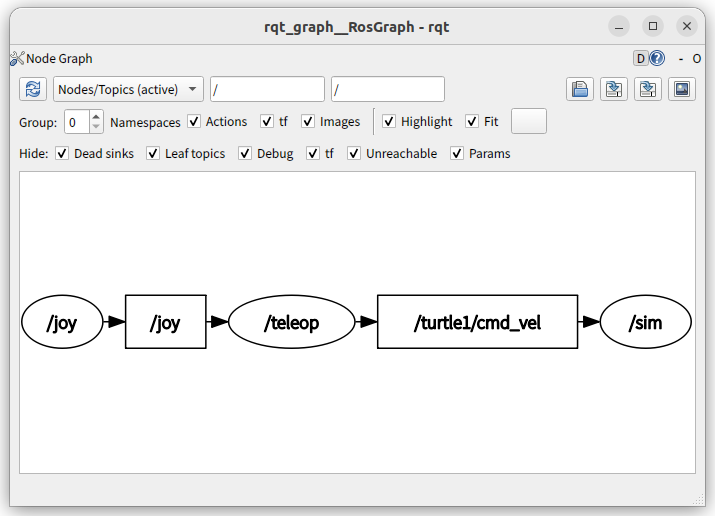 rqt_graph__RosGraph - rqt
Node Graph D ? - O
Nodes/Topics (active) / /
Group: 0 Namespaces Actions tf Images Highlight Fit
Hide: Dead sinks Leaf topics Debug tf Unreachable Params
/joy /joy /teleop /turtle1/cmd_vel /sim